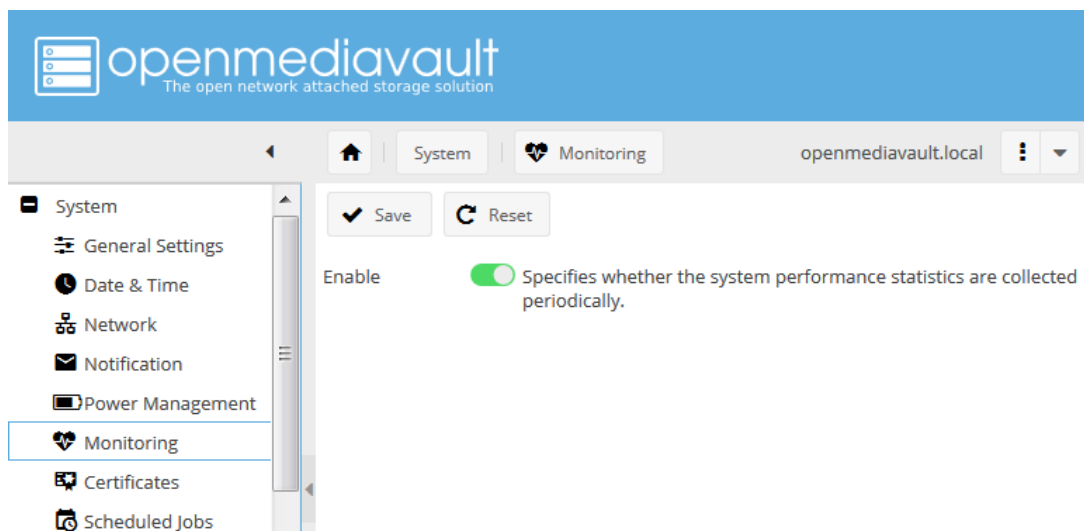 openmediavault
The open network attached storage solution
System
Monitoring
openmediavault.local
System
General Settings
Date & Time
Network
Notification
Power Management
Monitoring
Certificates
Scheduled Jobs
Save
Reset
Enable
Specifies whether the system performance statistics are collected
periodically.